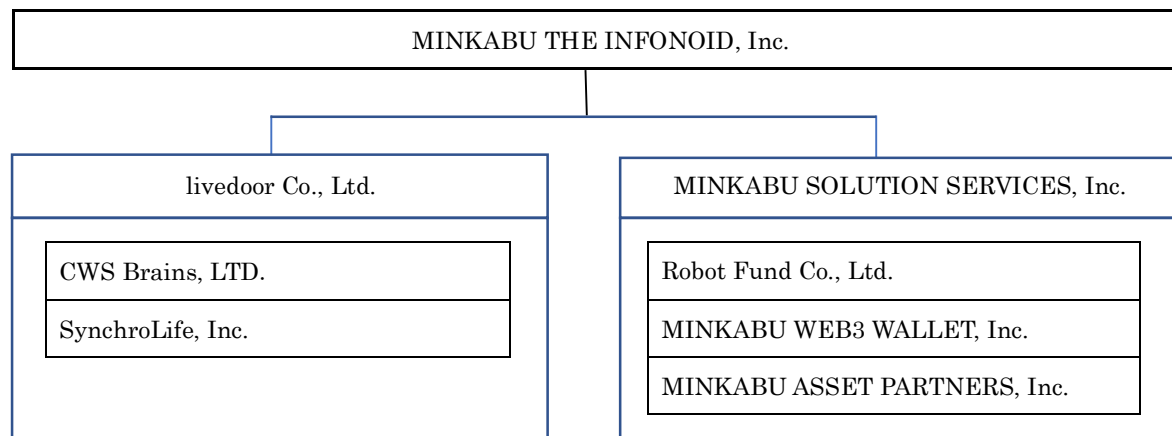 MINKABU THE INFONOID, Inc.
livedoor Co., Ltd.
CWS Brains, LTD.
SynchroLife, Inc.
MINKABU SOLUTION SERVICES, Inc.
Robot Fund Co., Ltd.
MINKABU WEB3 WALLET, Inc.
MINKABU ASSET PARTNERS, Inc.